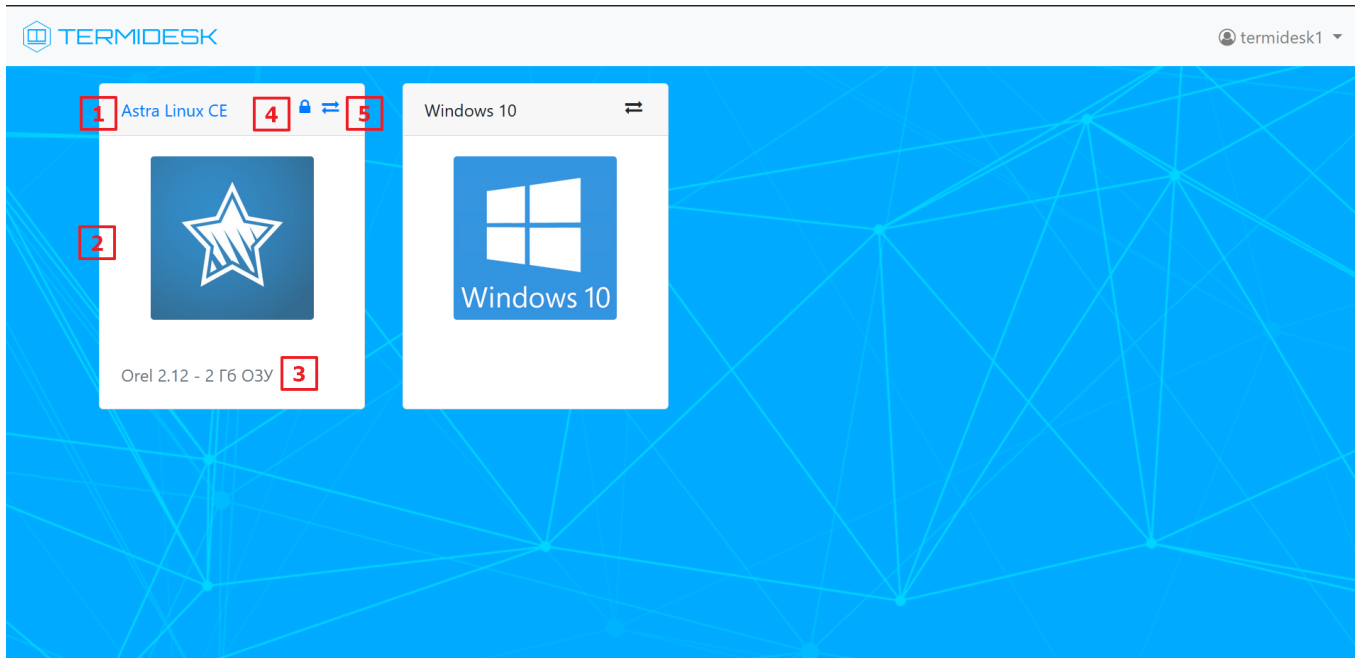 TERMIDESK
termidesk1
1 Astra Linux CE 4 5
Windows 10
2
Windows 10
Orel 2.12 - 2 Гб ОЗУ 3